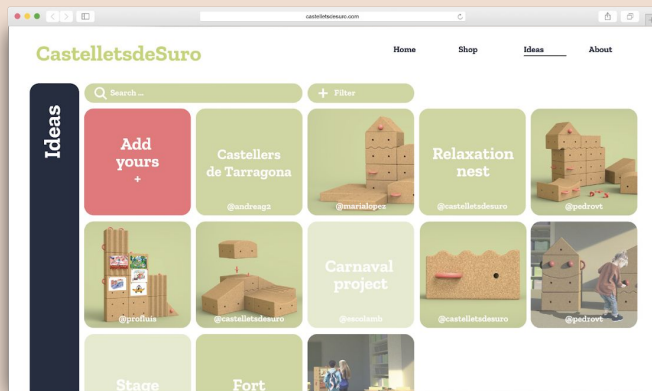 castelletsdesuro.com
CastelletsdeSuro
Home
Shop
Ideas
About
Ideas
Search ...
+ Filter
Add
yours
+
Castellers
de Tarragona
@andreagz
@marialopez
Relaxation
nest
@castelletsdesuro
@pedrovt
@profluis
@castelletsdesuro
Carnaval
project
@escolamb
@castelletsdesuro
@pedrovt
Stage
Fort